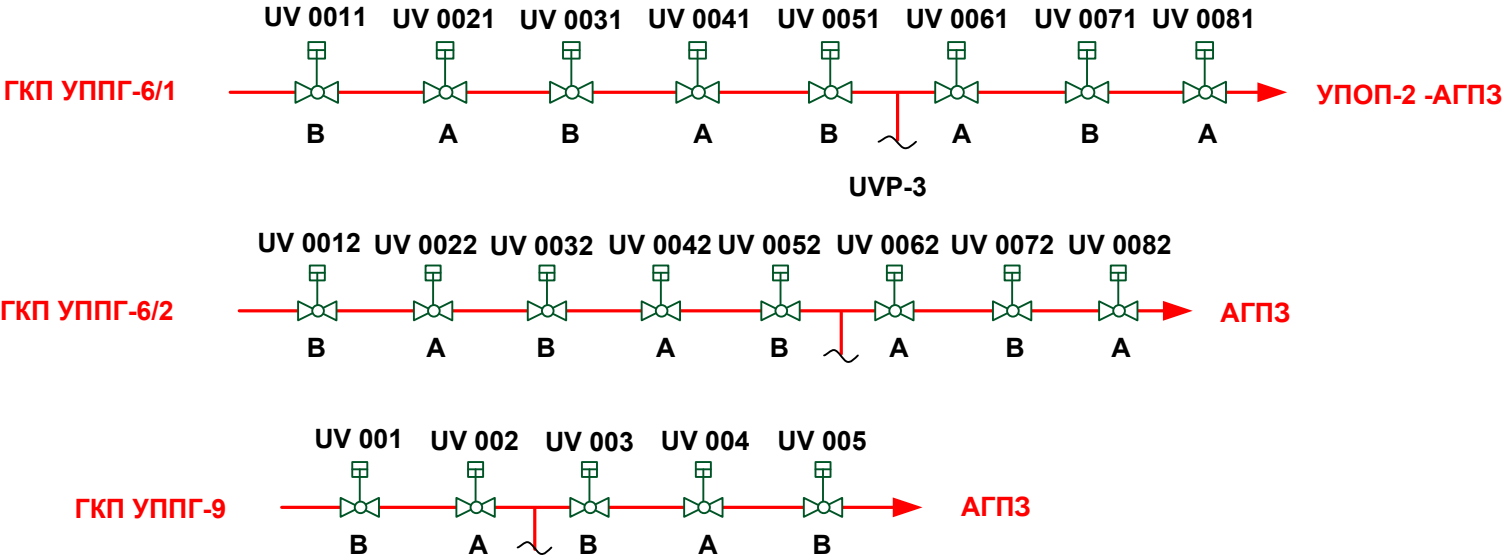 UV 0011 UV 0021 UV 0031 UV 0041 UV 0051 UV 0061 UV 0071 UV 0081
ГКП УППГ-6/1 УПОП-2 -АГПЗ
B A B A B A B A
UVP-3
UV 0012 UV 0022 UV 0032 UV 0042 UV 0052 UV 0062 UV 0072 UV 0082
ГКП УППГ-6/2 АГПЗ
B A B A B A B A
UV 001 UV 002 UV 003 UV 004 UV 005
ГКП УППГ-9 АГПЗ
B A B A B